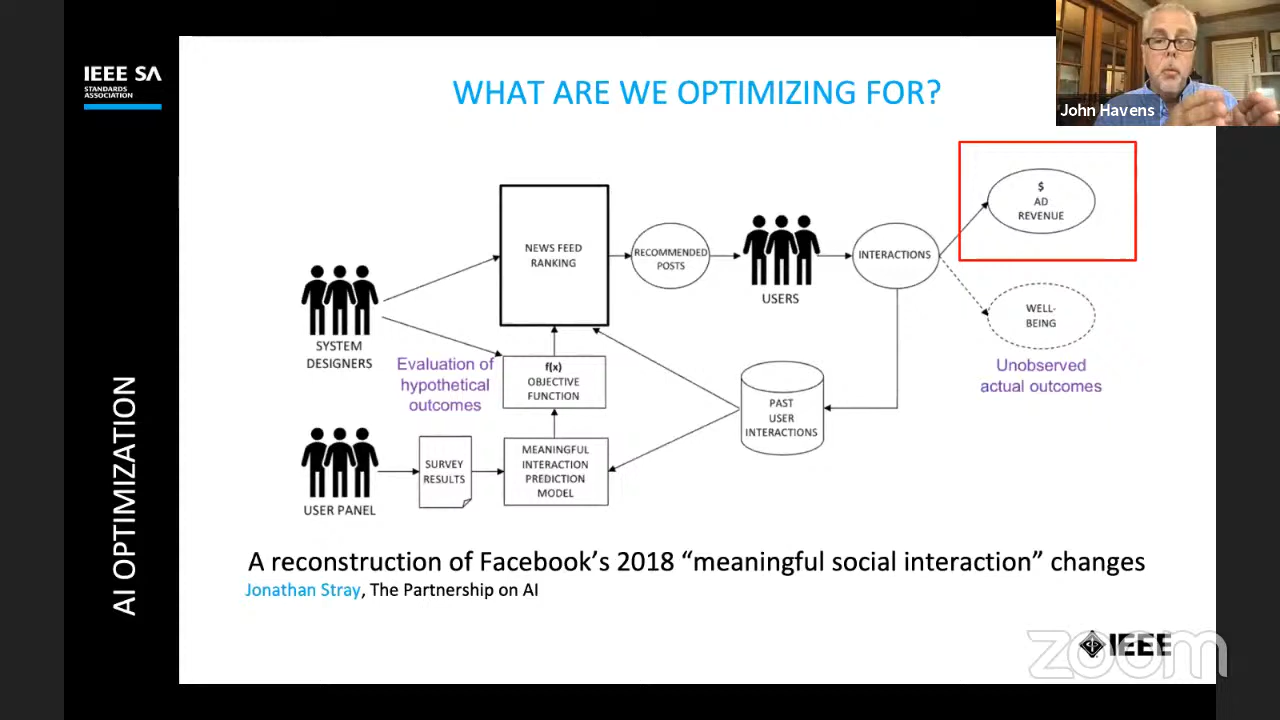 IEEE SA
STANDARDS
ASSOCIATION
AI OPTIMIZATION
WHAT ARE WE OPTIMIZING FOR?
John Havens
SYSTEM
DESIGNERS
NEWS FEED
RANKING
RECOMMENDED
POSTS
USERS
INTERACTIONS
$
AD
REVENUE
WELL-
BEING
Unobserved
actual outcomes
Evaluation of
hypothetical
outcomes
f(x)
OBJECTIVE
FUNCTION
PAST
USER
INTERACTIONS
USER PANEL
SURVEY
RESULTS
MEANINGFUL
INTERACTION
PREDICTION
MODEL
A reconstruction of Facebook’s 2018 “meaningful social interaction” changes
Jonathan Stray, The Partnership on AI
IEEE
zoom